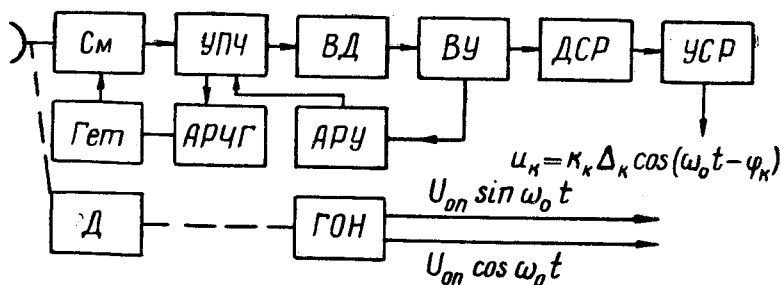 См
УПЧ
ВД
ВУ
ДСР
УСР
Гет
АРЧГ
АРУ
u_к = к_к Δ_к cos(ω_0 t − φ_к)
U_оп sin ω_0 t
Д
ГОН
U_оп cos ω_0 t